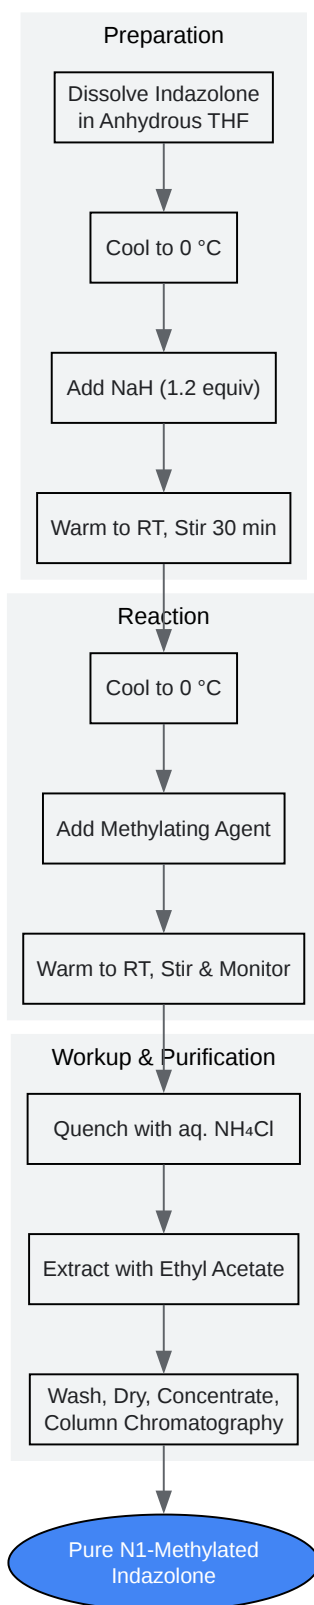 Preparation
Dissolve Indazolone
in Anhydrous THF
Cool to 0 °C
Add NaH (1.2 equiv)
Warm to RT, Stir 30 min
Reaction
Cool to 0 °C
Add Methylating Agent
Warm to RT, Stir & Monitor
Workup & Purification
Quench with aq. NH₄Cl
Extract with Ethyl Acetate
Wash, Dry, Concentrate,
Column Chromatography
Pure N1-Methylated
Indazolone